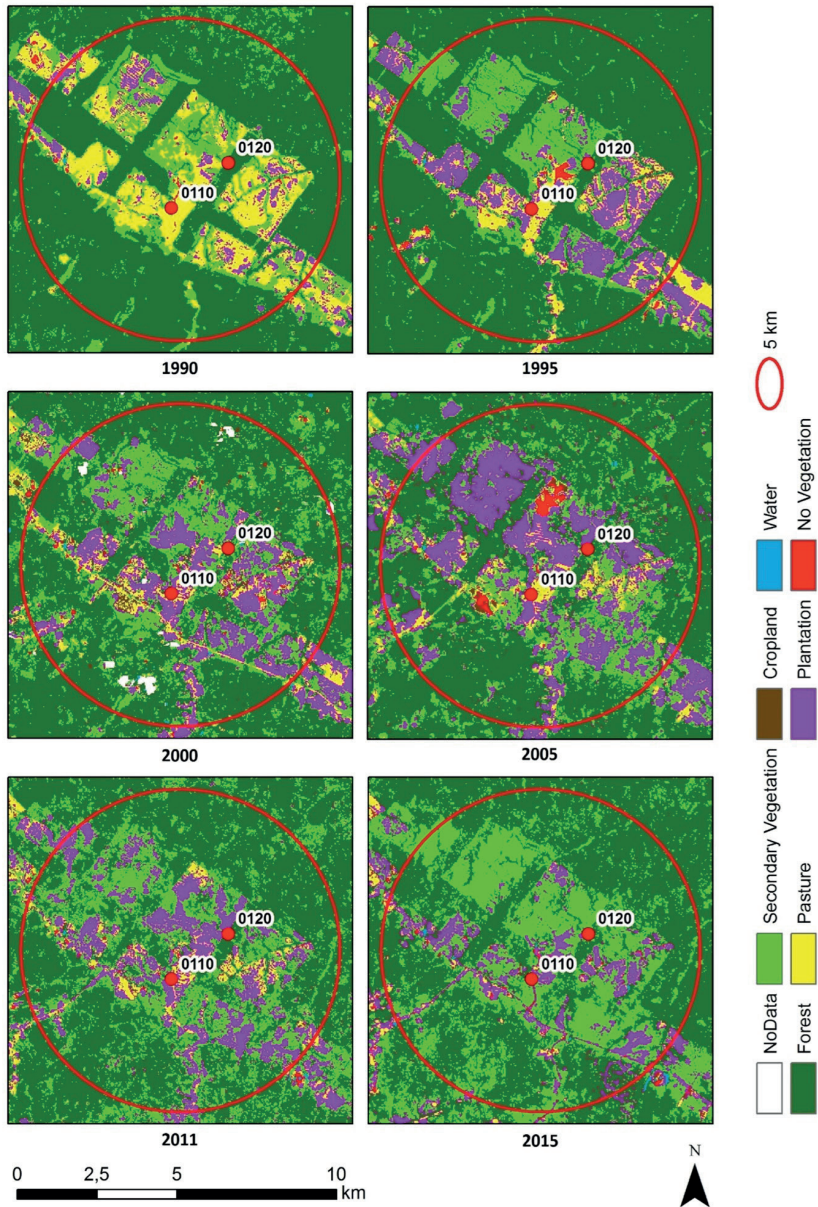 0120
0110
1990
0120
0110
1995
0120
0110
2000
0120
0110
2005
0120
0110
2011
0120
0110
2015
0 2,5 5 10
km
N
NoData
Secondary Vegetation
Cropland
Water
5 km
Forest
Pasture
Plantation
No Vegetation